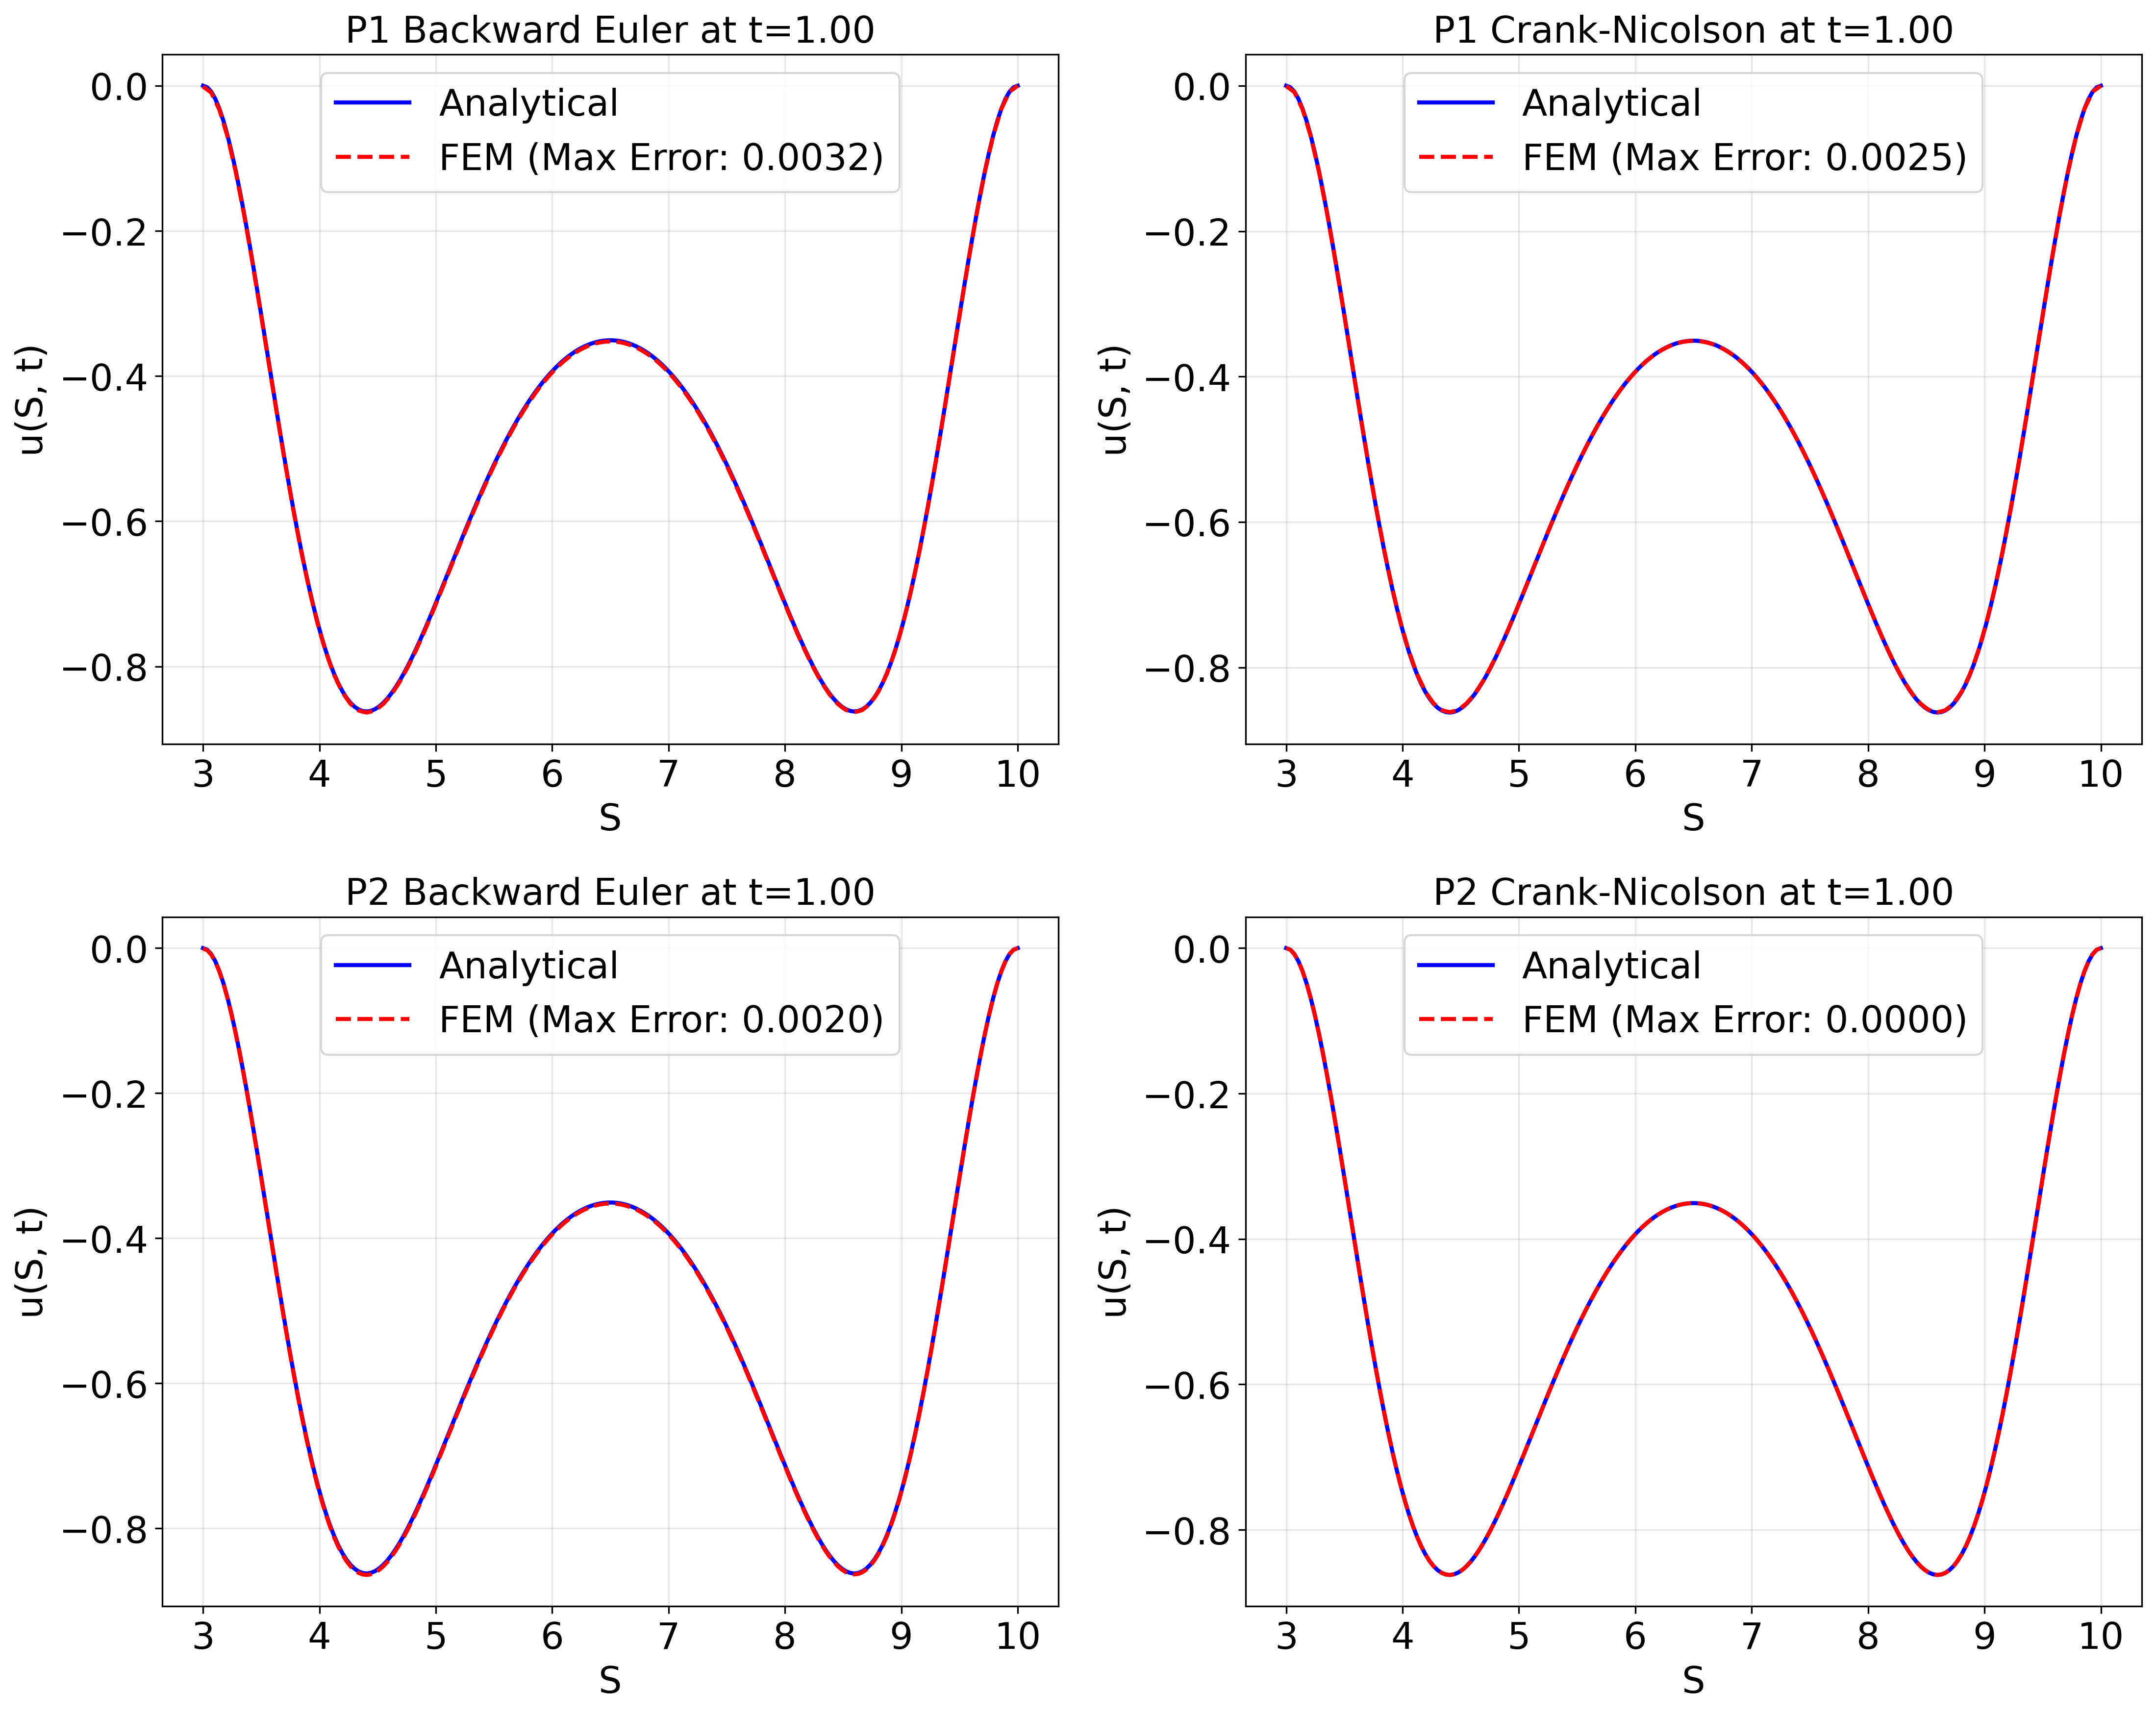 P1 Backward Euler at t=1.00
Analytical
FEM (Max Error: 0.0032)
u(S, t)
0.0
−0.2
−0.4
−0.6
−0.8
3 4 5 6 7 8 9 10
S
P1 Crank-Nicolson at t=1.00
Analytical
FEM (Max Error: 0.0025)
u(S, t)
0.0
−0.2
−0.4
−0.6
−0.8
3 4 5 6 7 8 9 10
S
P2 Backward Euler at t=1.00
Analytical
FEM (Max Error: 0.0020)
u(S, t)
0.0
−0.2
−0.4
−0.6
−0.8
3 4 5 6 7 8 9 10
S
P2 Crank-Nicolson at t=1.00
Analytical
FEM (Max Error: 0.0000)
u(S, t)
0.0
−0.2
−0.4
−0.6
−0.8
3 4 5 6 7 8 9 10
S